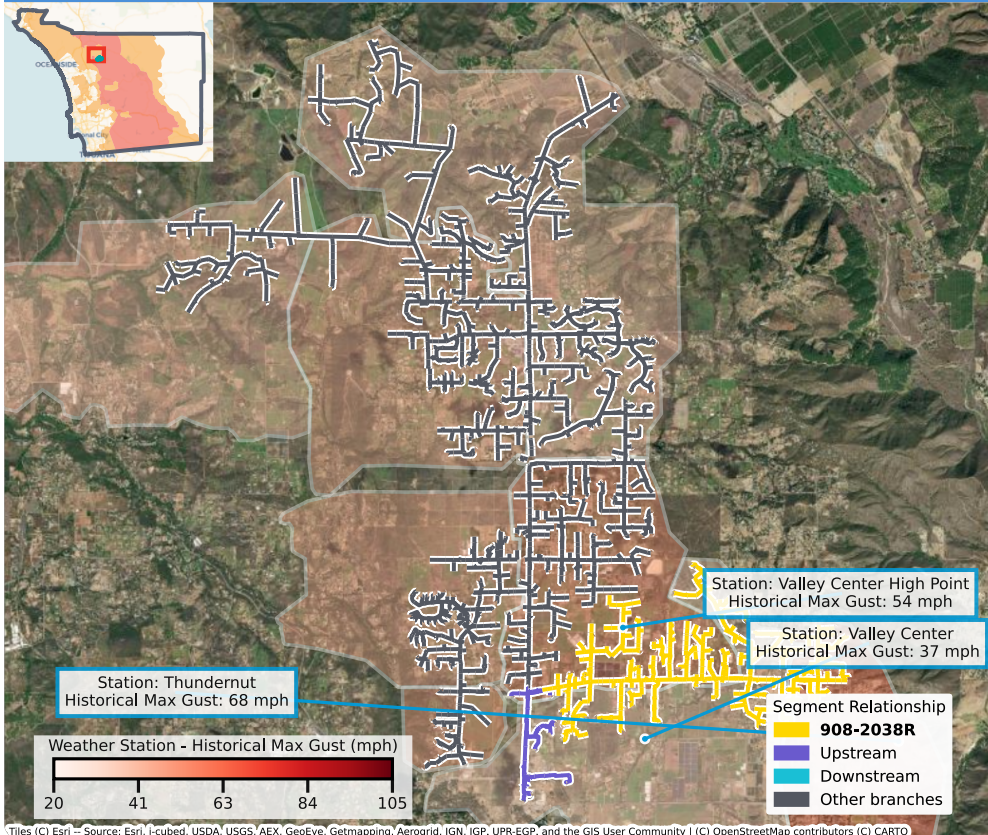 OCEANSIDE
Station: Valley Center High Point
Historical Max Gust: 54 mph
Station: Valley Center
Historical Max Gust: 37 mph
Station: Thundernut
Historical Max Gust: 68 mph
Segment Relationship
908-2038R
Upstream
Downstream
Other branches
Weather Station - Historical Max Gust (mph)
20 41 63 84 105
Tiles (C) Esri -- Source: Esri, i-cubed, USDA, USGS, AEX, GeoEye, Getmapping, Aerogrid, IGN, IGP, UPR-EGP, and the GIS User Community | (C) OpenStreetMap contributors (C) CARTO